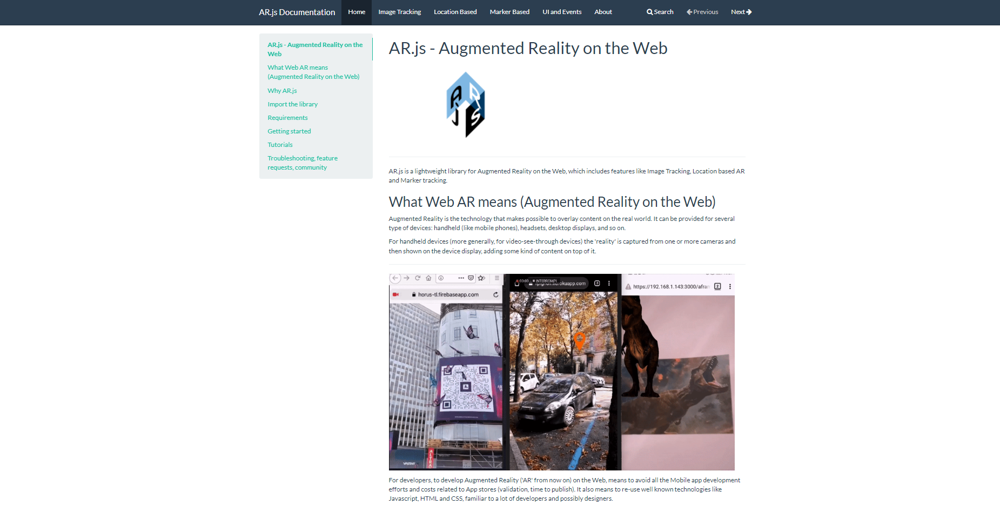 AR.js Documentation Home Image Tracking Location Based Marker Based UI and Events About Search Previous Next
AR.js - Augmented Reality on the
Web
What Web AR means
(Augmented Reality on the Web)
Why AR.js
Import the library
Requirements
Getting started
Tutorials
Troubleshooting, feature
requests, community
AR.js - Augmented Reality on the Web
A R
J S
AR.js is a lightweight library for Augmented Reality on the Web, which includes features like Image Tracking, Location based AR
and Marker tracking.
What Web AR means (Augmented Reality on the Web)
Augmented Reality is the technology that makes possible to overlay content on the real world. It can be provided for several
type of devices: handheld (like mobile phones), headsets, desktop displays, and so on.
For handheld devices (more generally, for video-see-through devices) the 'reality' is captured from one or more cameras and
then shown on the device display, adding some kind of content on top of it.
horus-tl.firebaseapp.com
00:00 INTERROMPI
https://192.168.1.143:3000/afram
2
ALTRA
For developers, to develop Augmented Reality ('AR' from now on) on the Web, means to avoid all the Mobile app development
efforts and costs related to App stores (validation, time to publish). It also means to re-use well known technologies like
Javascript, HTML and CSS, familiar to a lot of developers and possibly designers.